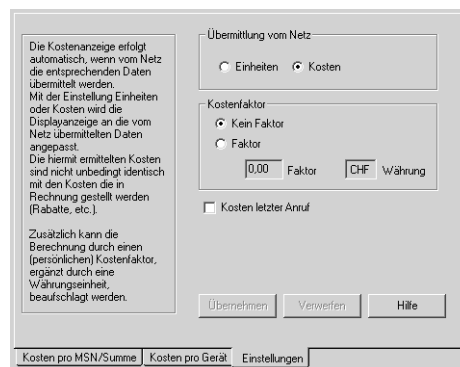 Die Kostenanzeige erfolgt
automatisch, wenn vom Netz
die entsprechenden Daten
übermittelt werden.
Mit der Einstellung Einheiten
oder Kosten wird die
Displayanzeige an die vom
Netz übermittelten Daten
angepasst.
Die hiermit ermittelten Kosten
sind nicht unbedingt identisch
mit den Kosten die in
Rechnung gestellt werden
(Rabatte, etc.).
Zusätzlich kann die
Berechnung durch einen
(persönlichen) Kostenfaktor,
ergänzt durch eine
Währungseinheit,
beaufschlagt werden.
Übermittlung vom Netz
Einheiten Kosten
Kostenfaktor
Kein Faktor
Faktor
0,00 Faktor CHF Währung
Kosten letzter Anruf
Übernehmen Verwerfen Hilfe
Kosten pro MSN/Summe Kosten pro Gerät Einstellungen